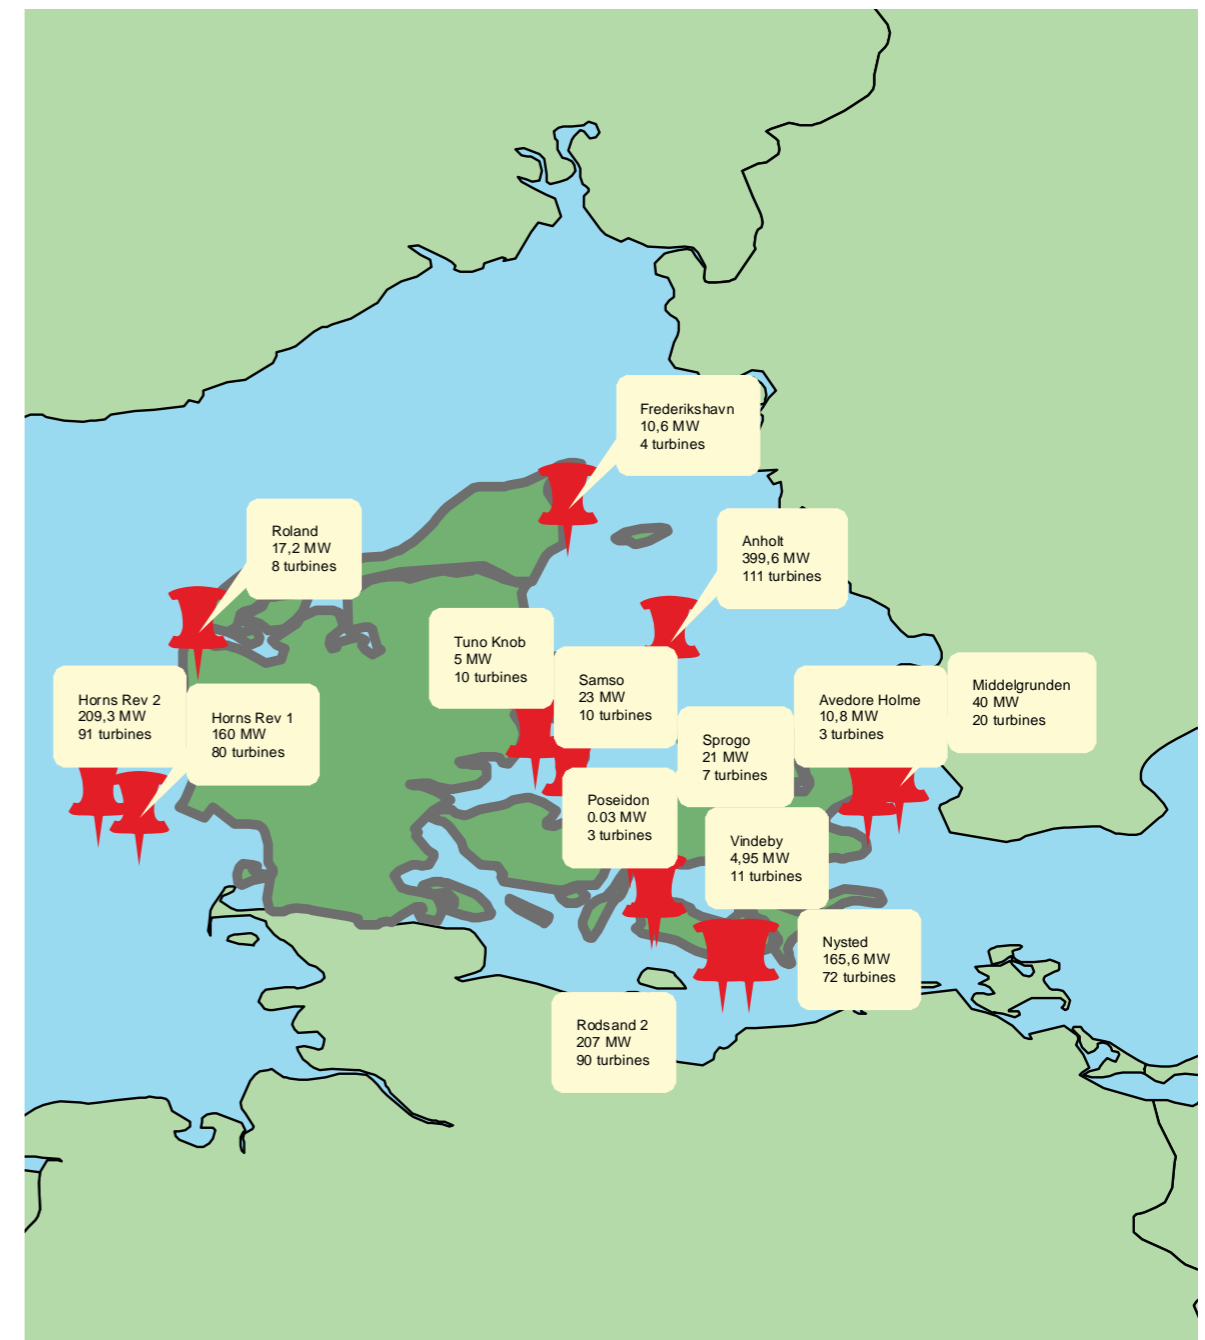 Frederikshavn
10,6 MW
4 turbines
Roland
17,2 MW
8 turbines
Anholt
399,6 MW
111 turbines
Tuno Knob
5 MW
10 turbines
Samso
23 MW
10 turbines
Horns Rev 2
209,3 MW
91 turbines
Horns Rev 1
160 MW
80 turbines
Avedore Holme
10,8 MW
3 turbines
Middelgrunden
40 MW
20 turbines
Sprogo
21 MW
7 turbines
Poseidon
0.03 MW
3 turbines
Vindeby
4,95 MW
11 turbines
Nysted
165,6 MW
72 turbines
Rodsand 2
207 MW
90 turbines